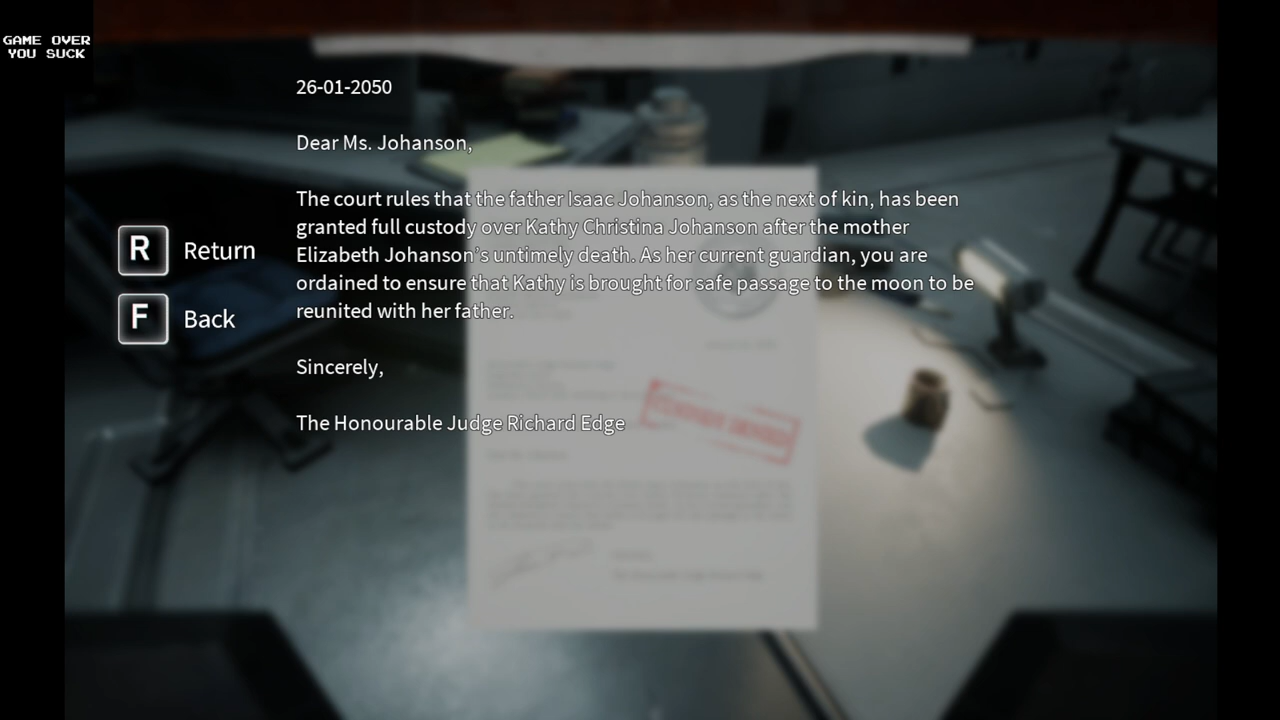 GAME OVER
YOU SUCK
26-01-2050
Dear Ms. Johanson,
The court rules that the father Isaac Johanson, as the next of kin, has been
granted full custody over Kathy Christina Johanson after the mother
Elizabeth Johanson's untimely death. As her current guardian, you are
ordained to ensure that Kathy is brought for safe passage to the moon to be
reunited with her father.
Sincerely,
The Honourable Judge Richard Edge
R Return
F Back